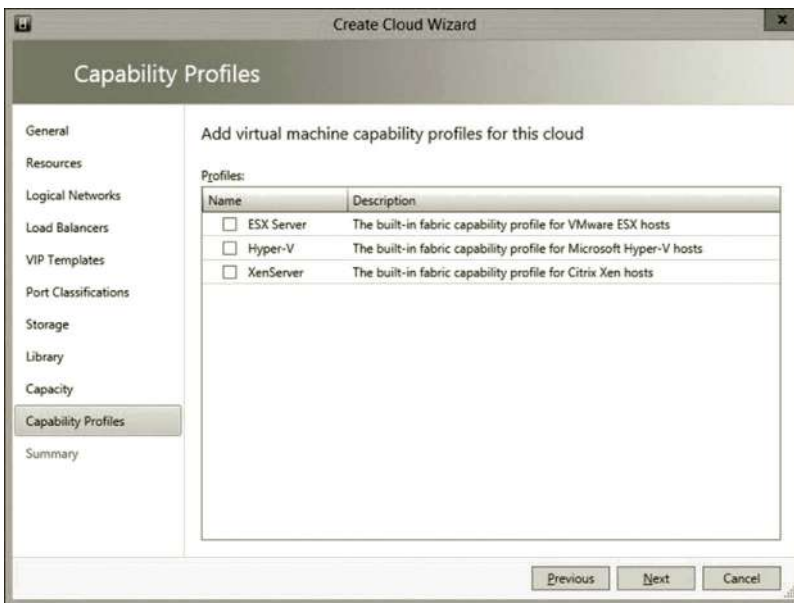 Create Cloud Wizard
x
Capability Profiles
General
Resources
Logical Networks
Load Balancers
VIP Templates
Port Classifications
Storage
Library
Capacity
Capability Profiles
Summary
Add virtual machine capability profiles for this cloud
Profiles:
Name Description
ESX Server The built-in fabric capability profile for VMware ESX hosts
Hyper-V The built-in fabric capability profile for Microsoft Hyper-V hosts
XenServer The built-in fabric capability profile for Citrix Xen hosts
Previous Next Cancel